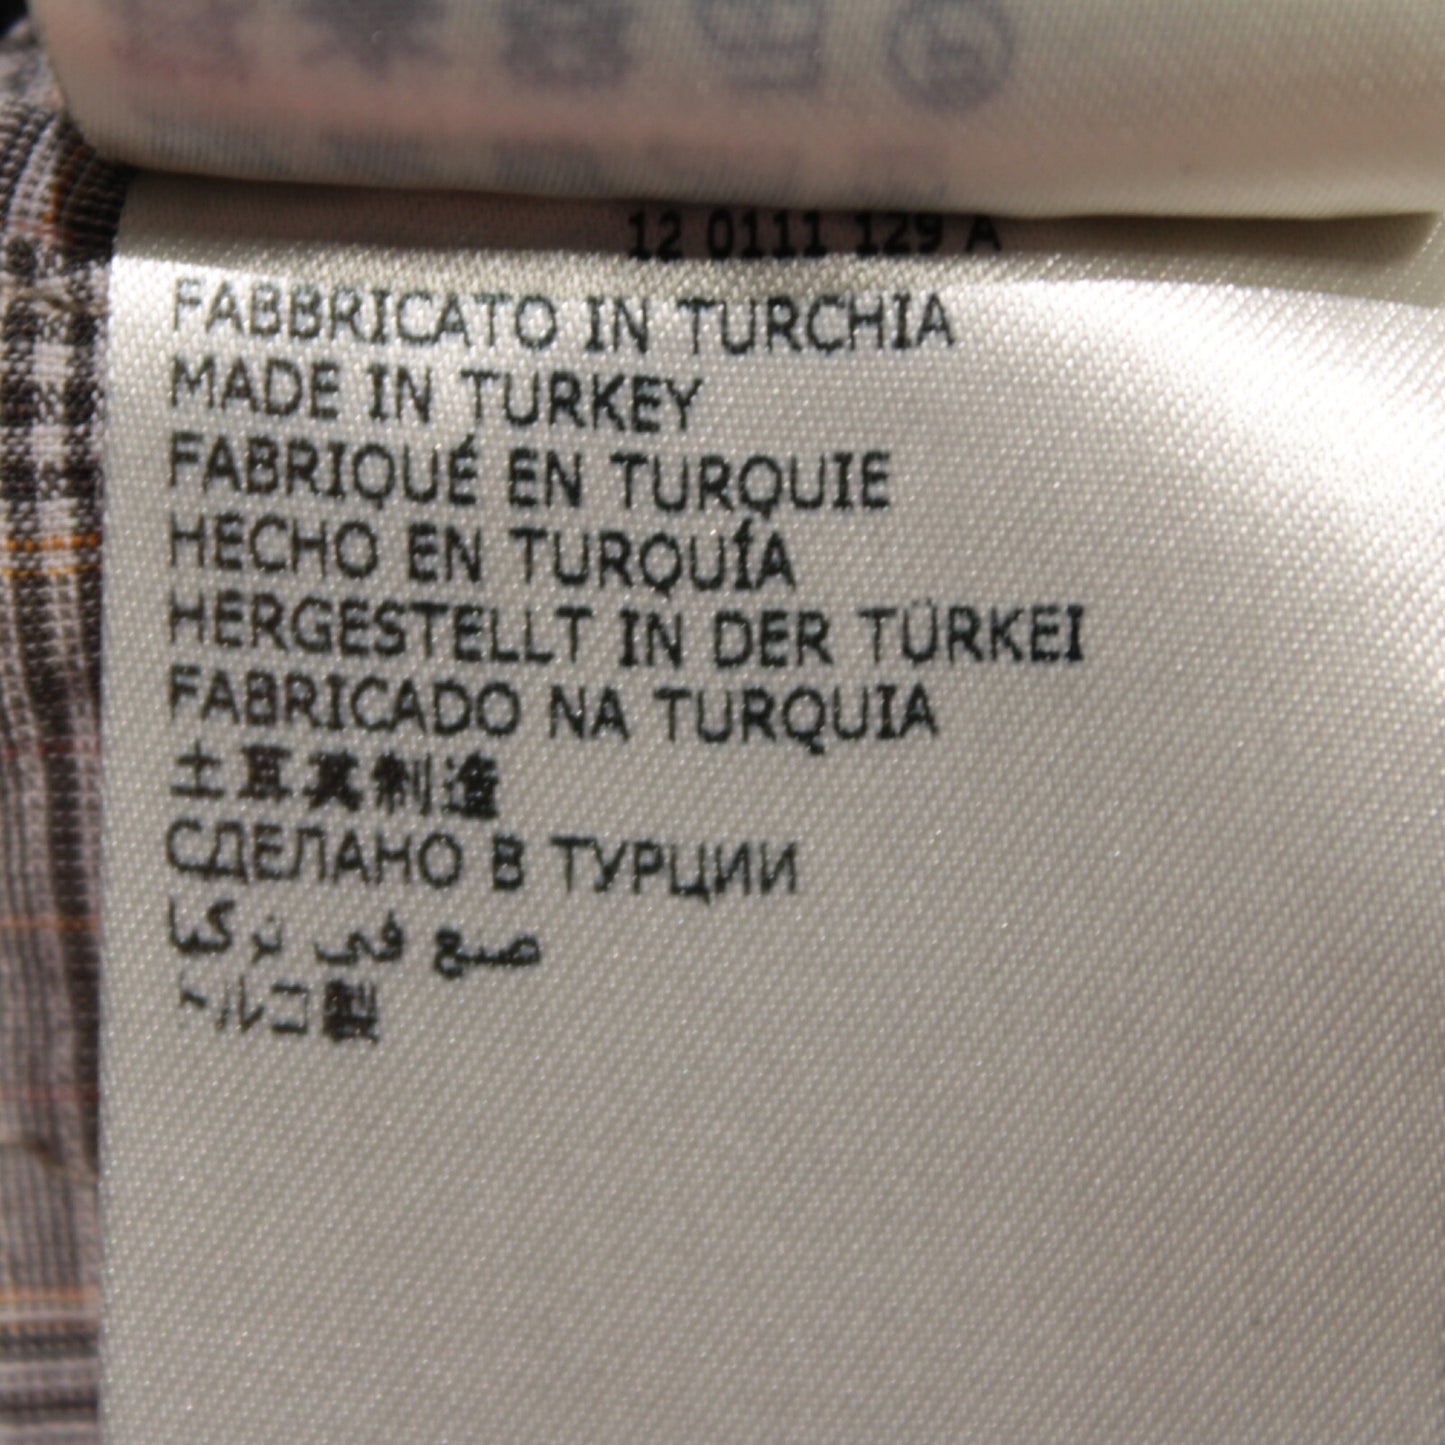 12 0111 129 A
FABBRICATO IN TURCHIA
MADE IN TURKEY
FABRIQUÉ EN TURQUIE
HECHO EN TURQUÍA
HERGESTELLT IN DER TÜRKEI
FABRICADO NA TURQUIA
土耳其制造
СДЕЛАНО В ТУРЦИИ
صنع في تركيا
トルコ製